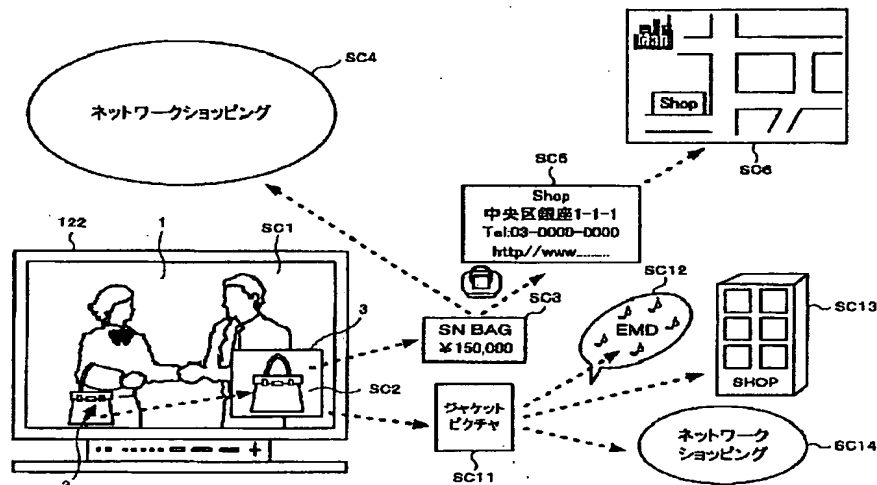 SC4
ネットワークショッピング
Shop
SC6
SC5
Shop
中央区銀座1-1-1
Tel:03-0000-0000
http//www.........
122
1
SC1
SC12
EMD
SC13
SHOP
SC3
SN BAG
¥150,000
3
SC2
ジャケット
ピクチャ
SC11
ネットワーク
ショッピング
SC14
2